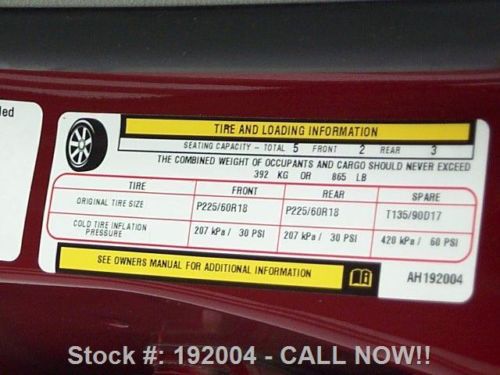 led
TIRE AND LOADING INFORMATION
SEATING CAPACITY - TOTAL 5 FRONT 2 REAR 3
THE COMBINED WEIGHT OF OCCUPANTS AND CARGO SHOULD NEVER EXCEED
392 KG OR 865 LB
TIRE FRONT REAR SPARE
ORIGINAL TIRE SIZE P225/60R18 P225/60R18 T135/90D17
COLD TIRE INFLATION
PRESSURE 207 kPa / 30 PSI 207 kPa / 30 PSI 420 kPa / 60 PSI
SEE OWNERS MANUAL FOR ADDITIONAL INFORMATION
AH192004
Stock #: 192004 - CALL NOW!!